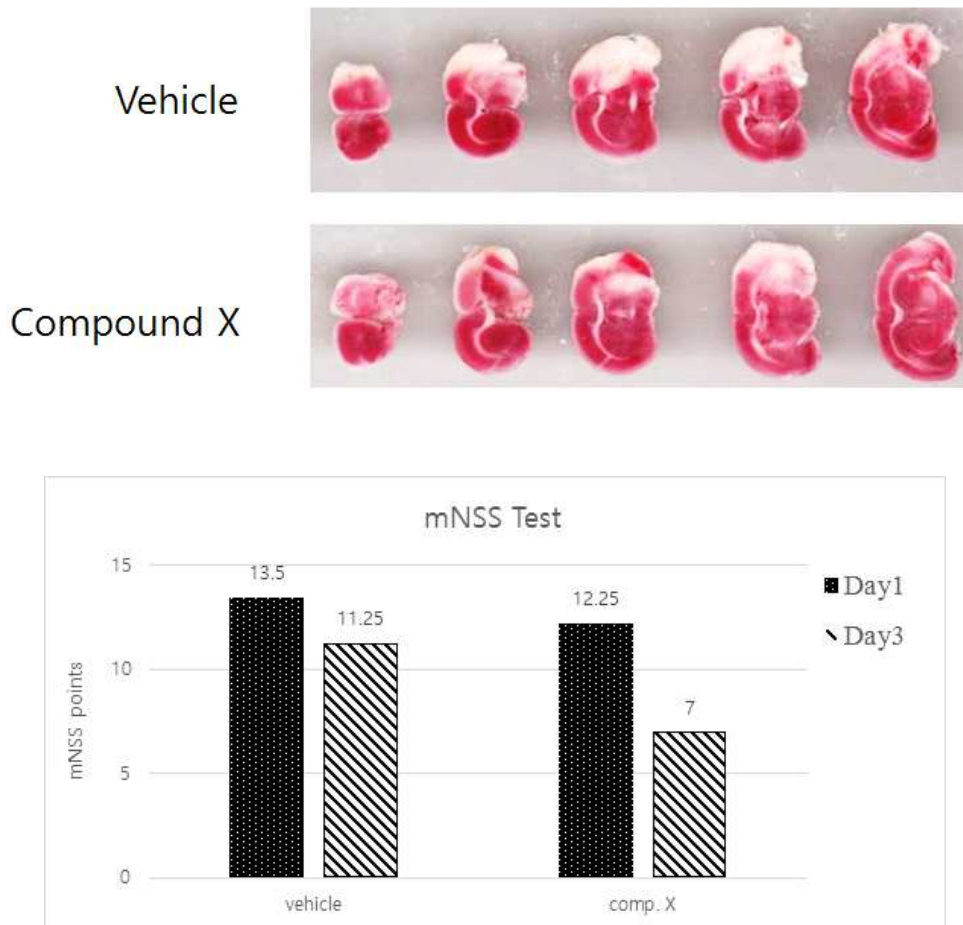 Vehicle
Compound X
mNSS Test
15
10
5
0
mNSS points
13.5
11.25
12.25
7
Day1
Day3
vehicle
comp. X